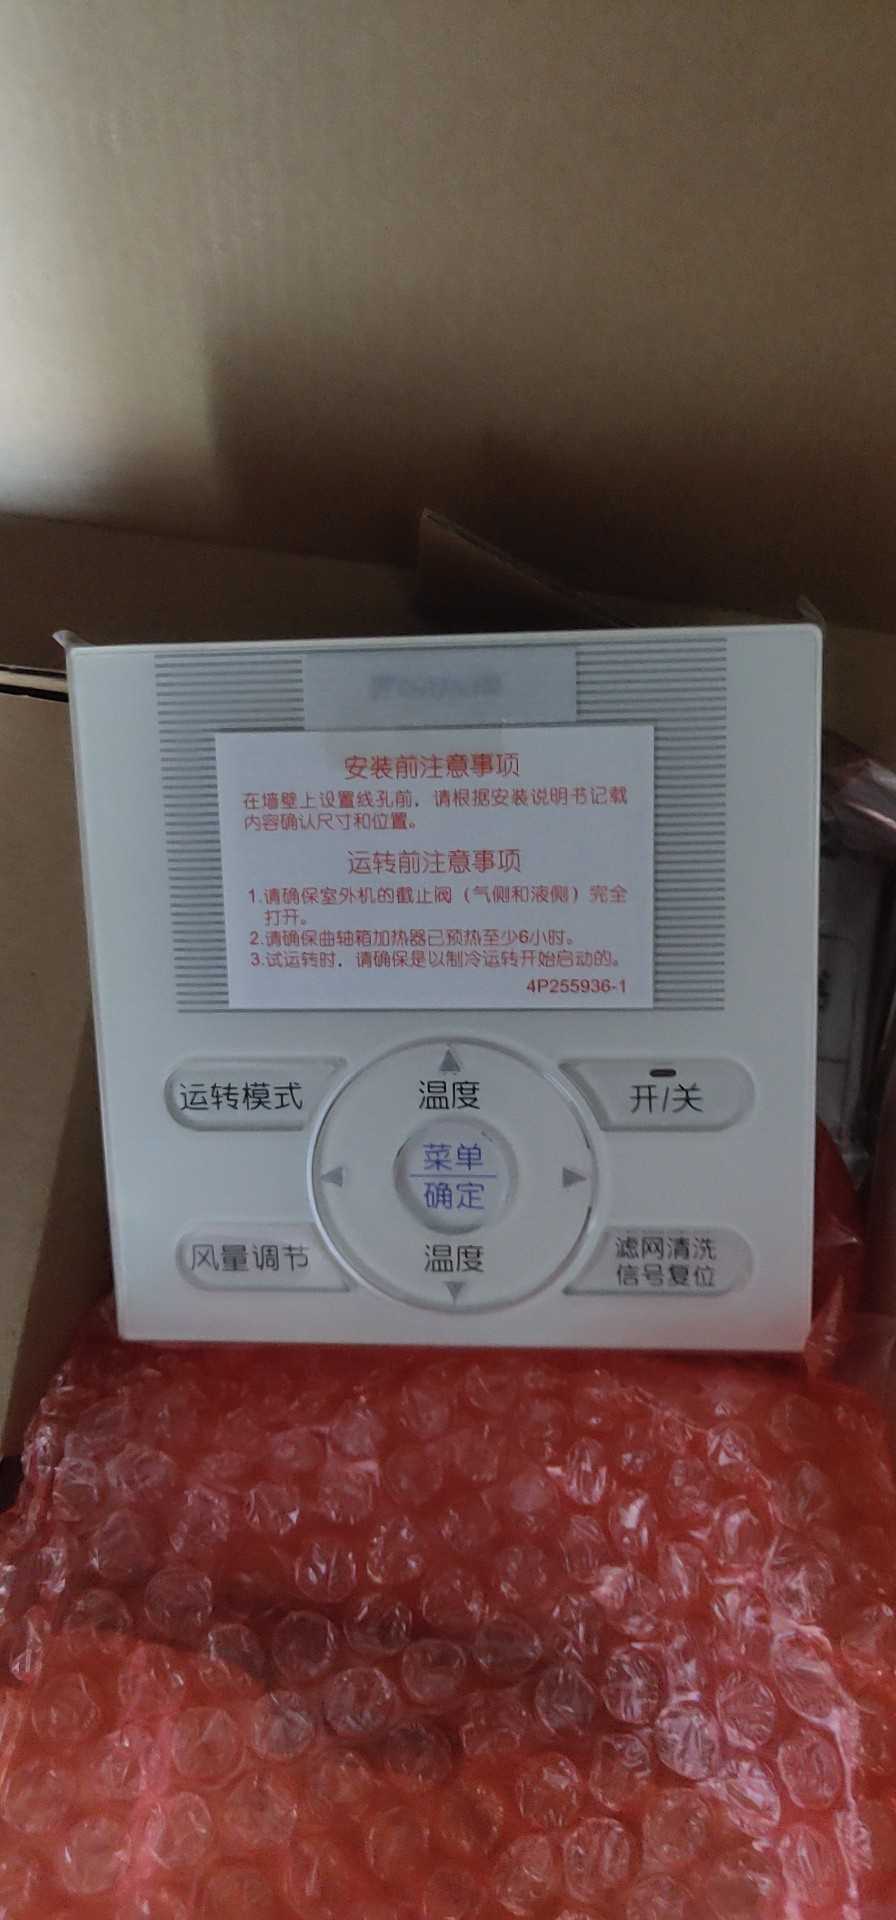 安装前注意事项
在墙壁上设置线孔前，请根据安装说明书记载
内容确认尺寸和位置。
运转前注意事项
1.请确保室外机的截止阀（气侧和液侧）完全
打开。
2.请确保曲轴箱加热器已预热至少6小时。
3.试运转时，请确保是以制冷运转开始启动的。
4P255936-1
运转模式
温度
开/关
菜单
确定
风量调节
温度
滤网清洗
信号复位